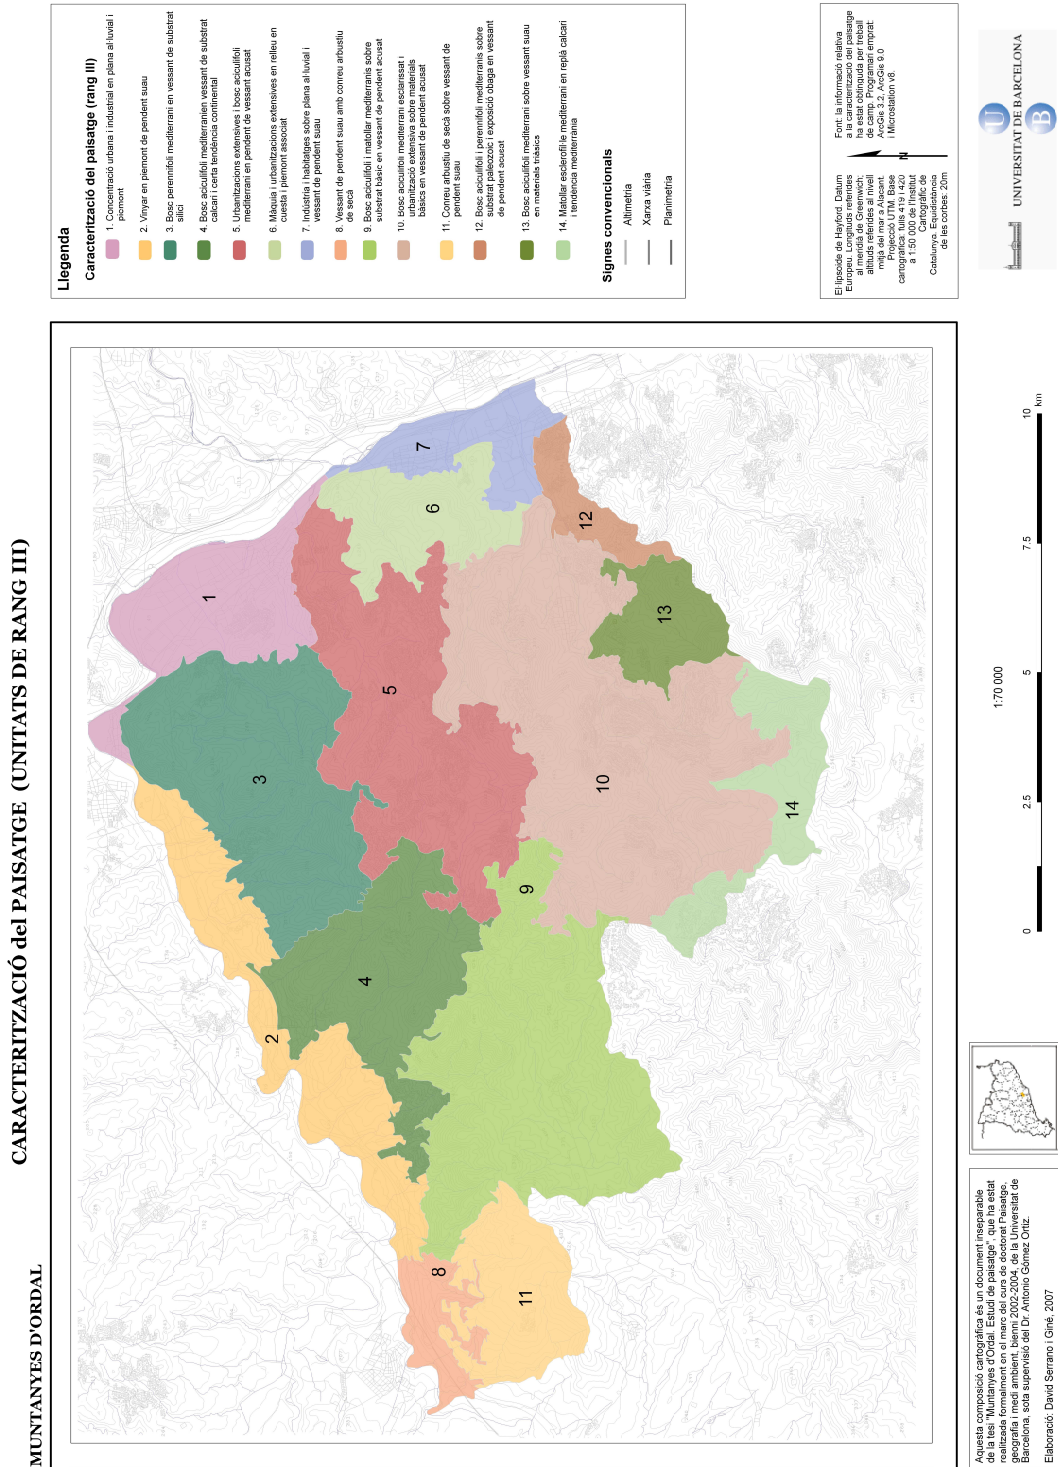 MUNTANYES D'ORDAL
CARACTERITZACIÓ del PAISATGE (UNITATS DE RANG III)
1
2
3
4
5
6
7
8
9
10
11
12
13
14
Llegenda
Caracterització del paisatge (rang III)
1. Concentració urbana i industrial en plana al·luvial i
piemont
2. Vinyar en piemont de pendent suau
3. Bosc perennifoli mediterrani en vessant de substrat
silici
4. Bosc aciculifoli mediterranien vessant de substrat
calcari i certa tendència continental
5. Urbanitzacions extensives i bosc aciculifoli
mediterrani en pendent de vessant acusat
6. Màquia i urbanitzacions extensives en relleu en
cuesta i piemont associat
7. Indústria i habitatges sobre plana al·luvial i
vessant de pendent suau
8. Vessant de pendent suau amb conreu arbustiu
de secà
9. Bosc aciculifoli i matollar mediterranis sobre
substrat bàsic en vessant de pendent acusat
10. Bosc aciculifoli mediterrani esclarissat i
urbanització extensiva sobre materials
bàsics en vessant de pendent acusat
11. Conreu arbustiu de secà sobre vessant de
pendent suau
12. Bosc aciculifoli i perennifoli mediterranis sobre
substrat paleozoic i exposició obaga en vessant
de pendent acusat
13. Bosc aciculifoli mediterrani sobre vessant suau
en materials triàsics
14. Matollar esclerofil·le mediterrani en replà calcari
i tendència mediterrània
Signes convencionals
Altimetria
Xarxa viària
Planimetria
El·lipsoide de Hayford. Datum
Europeu. Longituds referides
al meridià de Greenwich;
altituds referides al nivell
mitjà del mar a Alacant.
Projecció UTM. Base
cartogràfica: fulls 419 i 420
a 1:50 000 de l'Institut
Cartogràfic de
Catalunya. Equidistància
de les corbes: 20m
N
Font: la informació relativa
a la caracterització del paisatge
ha estat obtinguda per treball
de camp. Programari emprat:
ArcGis 3.2, ArcGis 9.0
i Microstation v8.
UNIVERSITAT DE BARCELONA
U
B
1:70 000
0
2.5
5
7.5
10
km
Aquesta composició cartogràfica és un document inseparable
de la tesi "Muntanyes d'Ordal. Estudi de paisatge", que ha estat
realitzada formalment en el marc del curs de doctorat Paisatge,
geografia i medi ambient, bienni 2002-2004, de la Universitat de
Barcelona, sota supervisió del Dr. Antonio Gómez Ortiz.
Elaboració: David Serrano i Giné, 2007